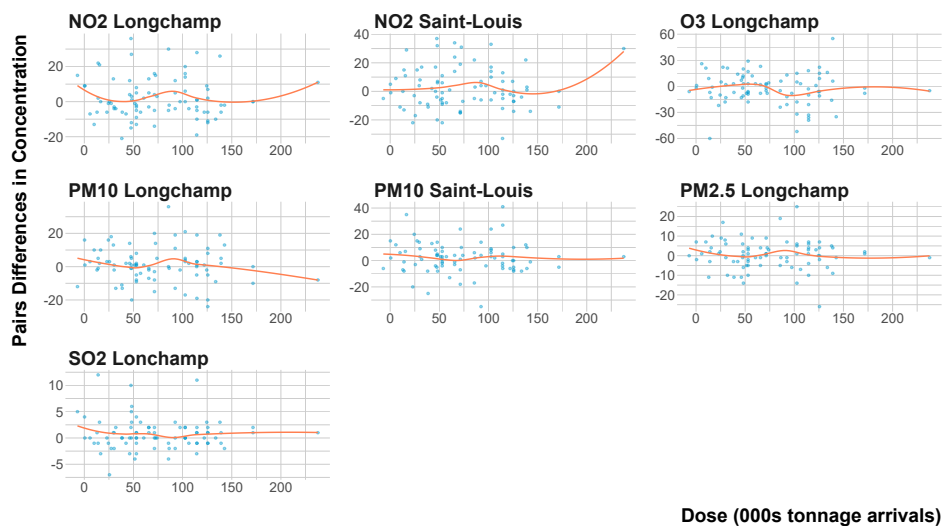 NO2 Longchamp
NO2 Saint-Louis
O3 Longchamp
Pairs Differences in Concentration
20
0
-20
0 50 100 150 200
40
20
0
-20
0 50 100 150 200
60
30
0
-30
-60
0 50 100 150 200
PM10 Longchamp
PM10 Saint-Louis
PM2.5 Longchamp
20
0
-20
0 50 100 150 200
40
20
0
-20
0 50 100 150 200
20
10
0
-10
-20
0 50 100 150 200
SO2 Lonchamp
10
5
0
-5
0 50 100 150 200
Dose (000s tonnage arrivals)